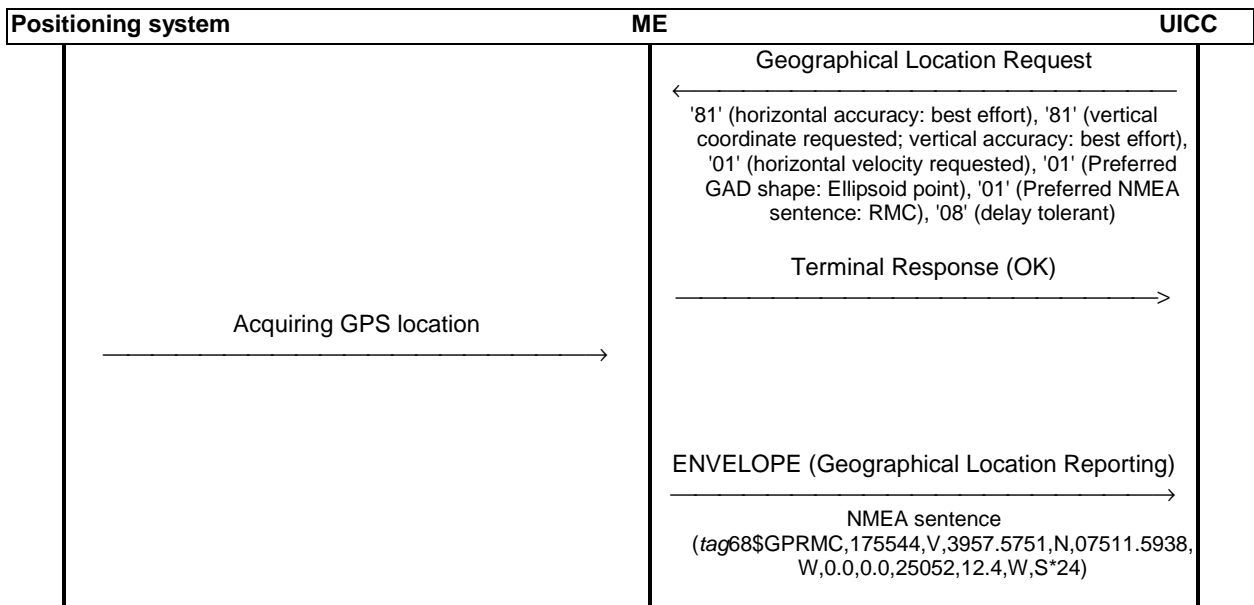 Positioning system ME UICC
Geographical Location Request
'81' (horizontal accuracy: best effort), '81' (vertical
coordinate requested; vertical accuracy: best effort),
'01' (horizontal velocity requested), '01' (Preferred
GAD shape: Ellipsoid point), '01' (Preferred NMEA
sentence: RMC), '08' (delay tolerant)
Terminal Response (OK)
Acquiring GPS location
ENVELOPE (Geographical Location Reporting)
NMEA sentence
(tag68$GPRMC,175544,V,3957.5751,N,07511.5938,
W,0.0,0.0,25052,12.4,W,S*24)